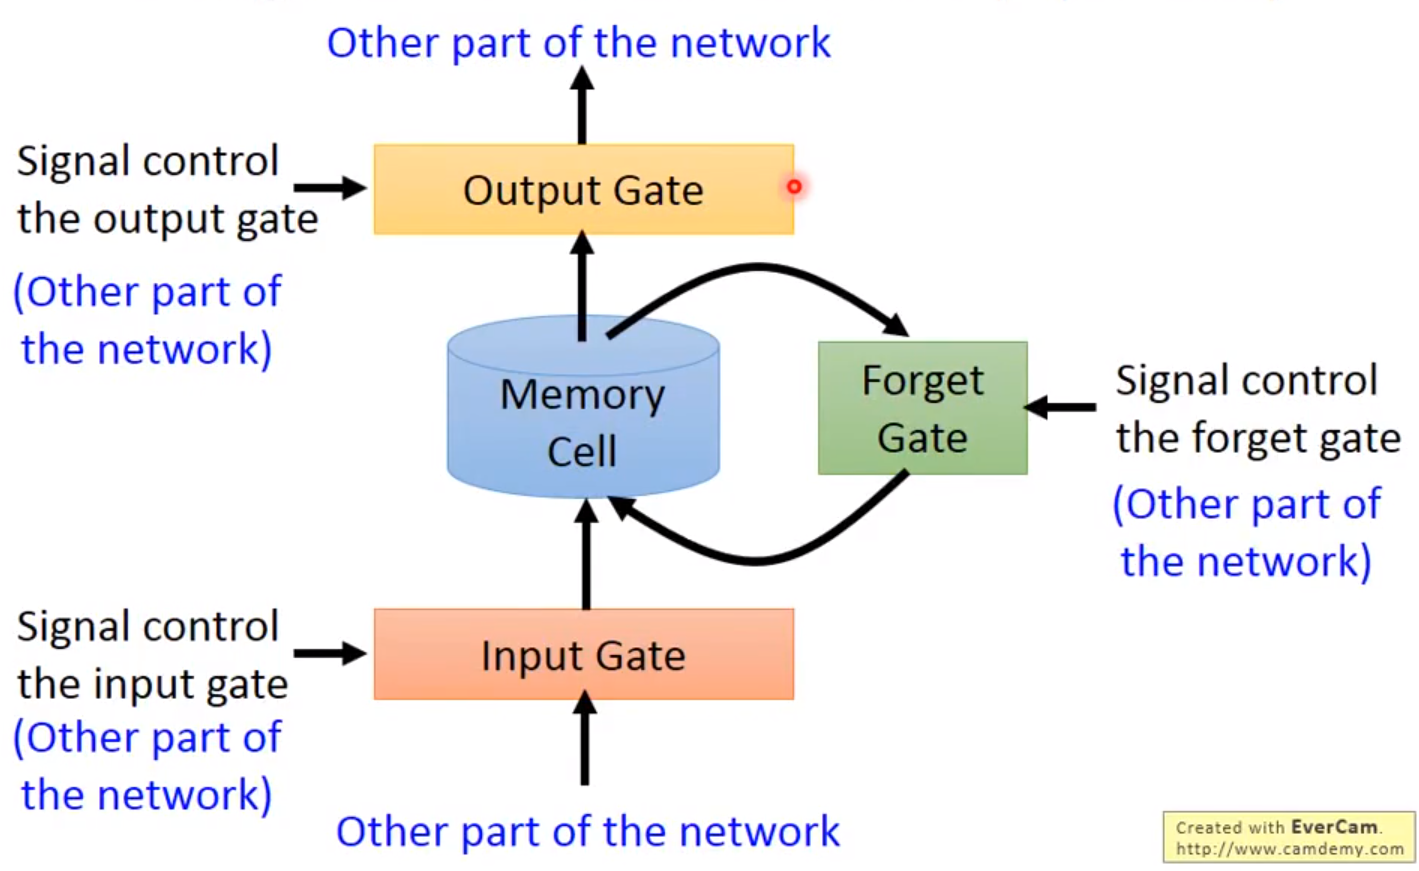 Other part of the network
Signal control
the output gate
(Other part of
the network)
Output Gate
Memory
Cell
Forget
Gate
Signal control
the forget gate
(Other part of
the network)
Signal control
the input gate
(Other part of
the network)
Input Gate
Other part of the network
Created with EverCam.
http://www.camdemy.com